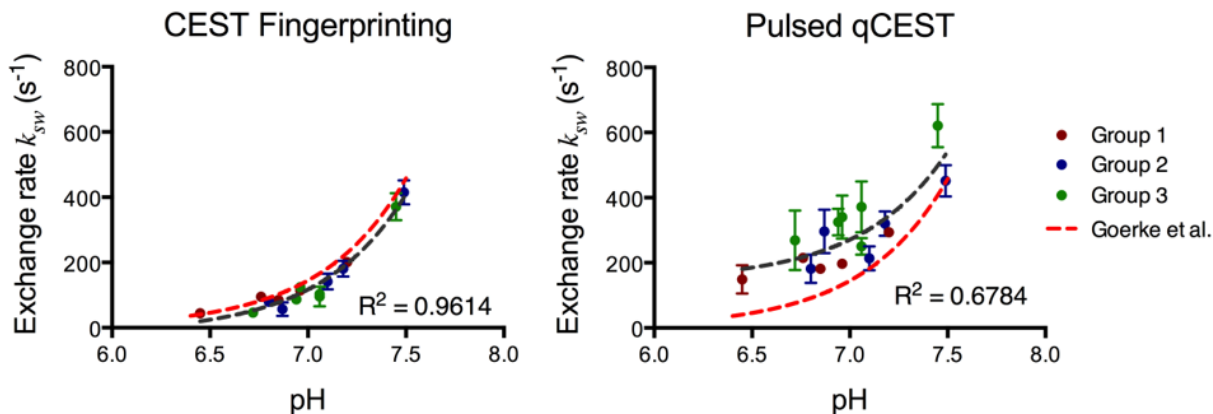 CEST Fingerprinting
Exchange rate k_sw (s⁻¹)
800
600
400
200
0
6.0 6.5 7.0 7.5 8.0
pH
R² = 0.9614
Pulsed qCEST
Exchange rate k_sw (s⁻¹)
800
600
400
200
0
6.0 6.5 7.0 7.5 8.0
pH
R² = 0.6784
Group 1
Group 2
Group 3
Goerke et al.